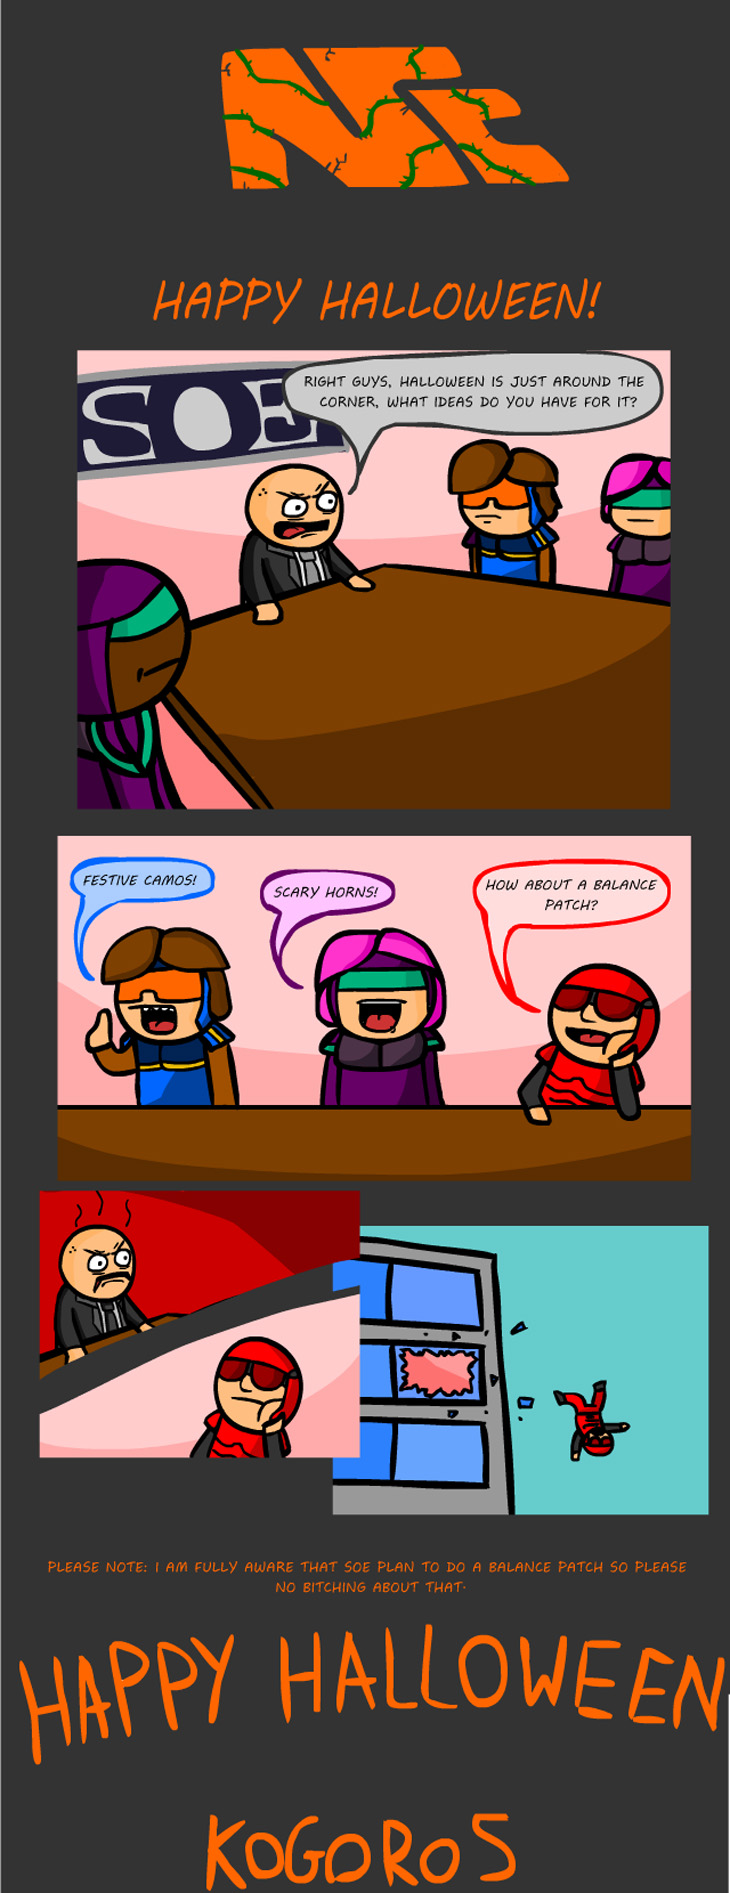 HAPPY HALLOWEEN!
SOE
RIGHT GUYS, HALLOWEEN IS JUST AROUND THE
CORNER, WHAT IDEAS DO YOU HAVE FOR IT?
FESTIVE CAMOS!
SCARY HORNS!
HOW ABOUT A BALANCE
PATCH?
PLEASE NOTE: I AM FULLY AWARE THAT SOE PLAN TO DO A BALANCE PATCH SO PLEASE
NO BITCHING ABOUT THAT.
HAPPY HALLOWEEN
KOGORO5